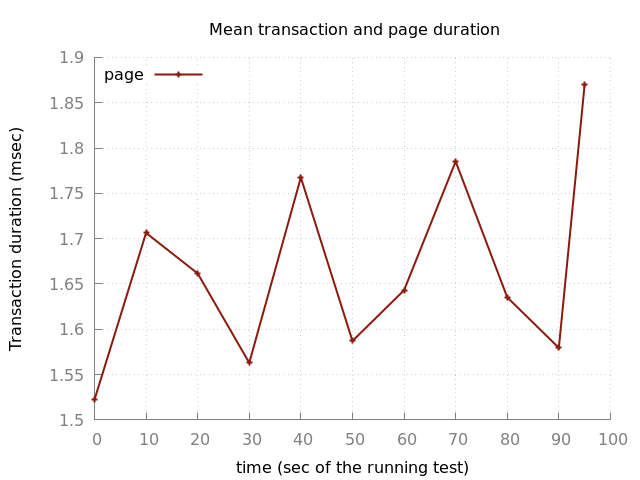 Mean transaction and page duration
1.9
page
1.85
1.8
1.75
1.7
1.65
1.6
1.55
1.5
Transaction duration (msec)
0 10 20 30 40 50 60 70 80 90 100
time (sec of the running test)